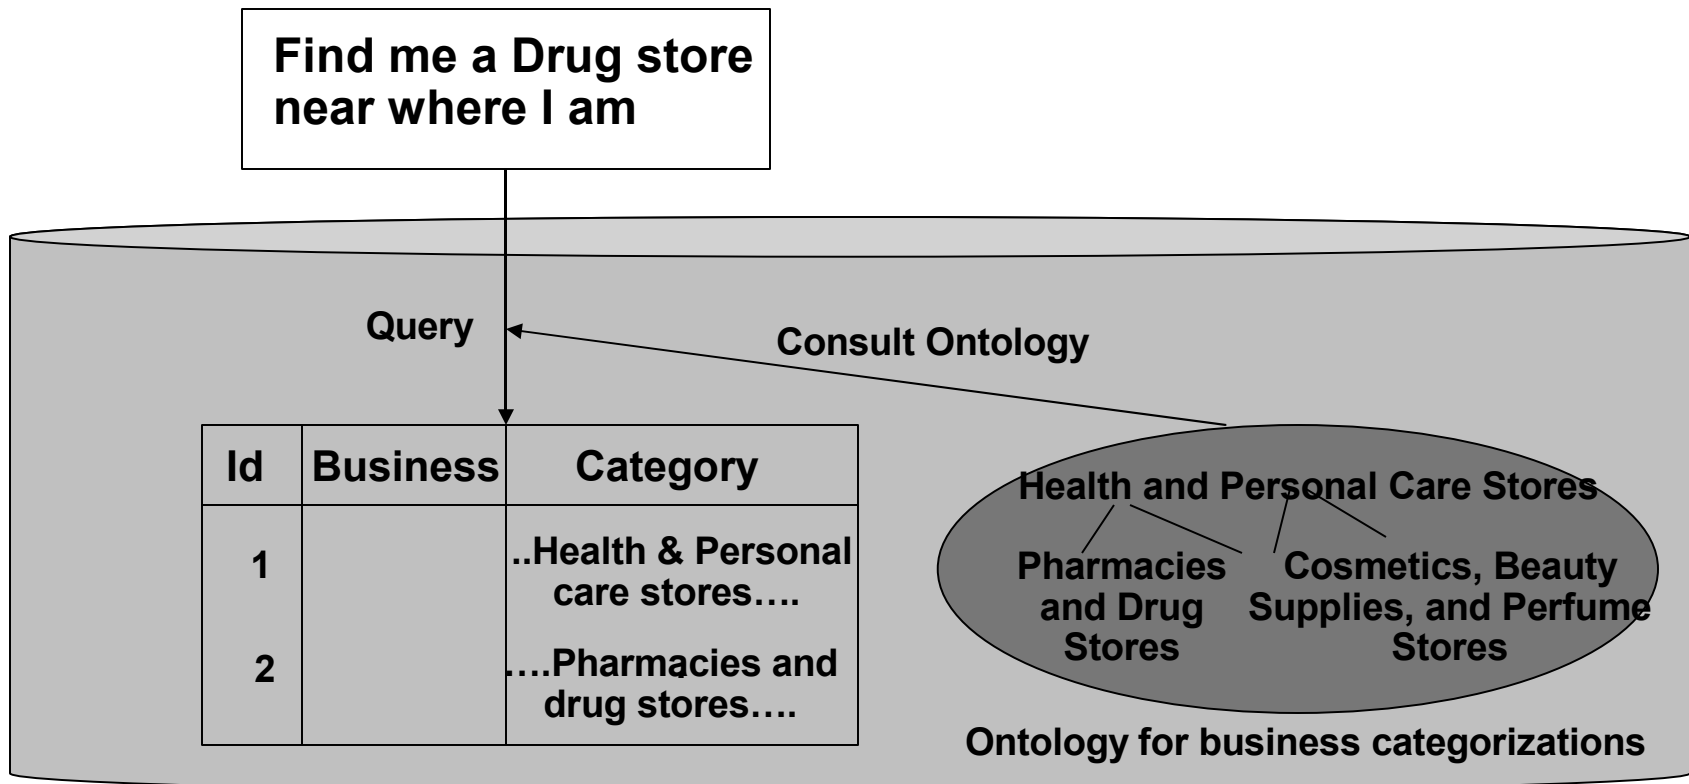 Find me a Drug store
near where I am
Query
Consult Ontology
Id Business Category
1 ..Health & Personal
care stores….
2 ….Pharmacies and
drug stores….
Health and Personal Care Stores
Pharmacies
and Drug
Stores
Cosmetics, Beauty
Supplies, and Perfume
Stores
Ontology for business categorizations